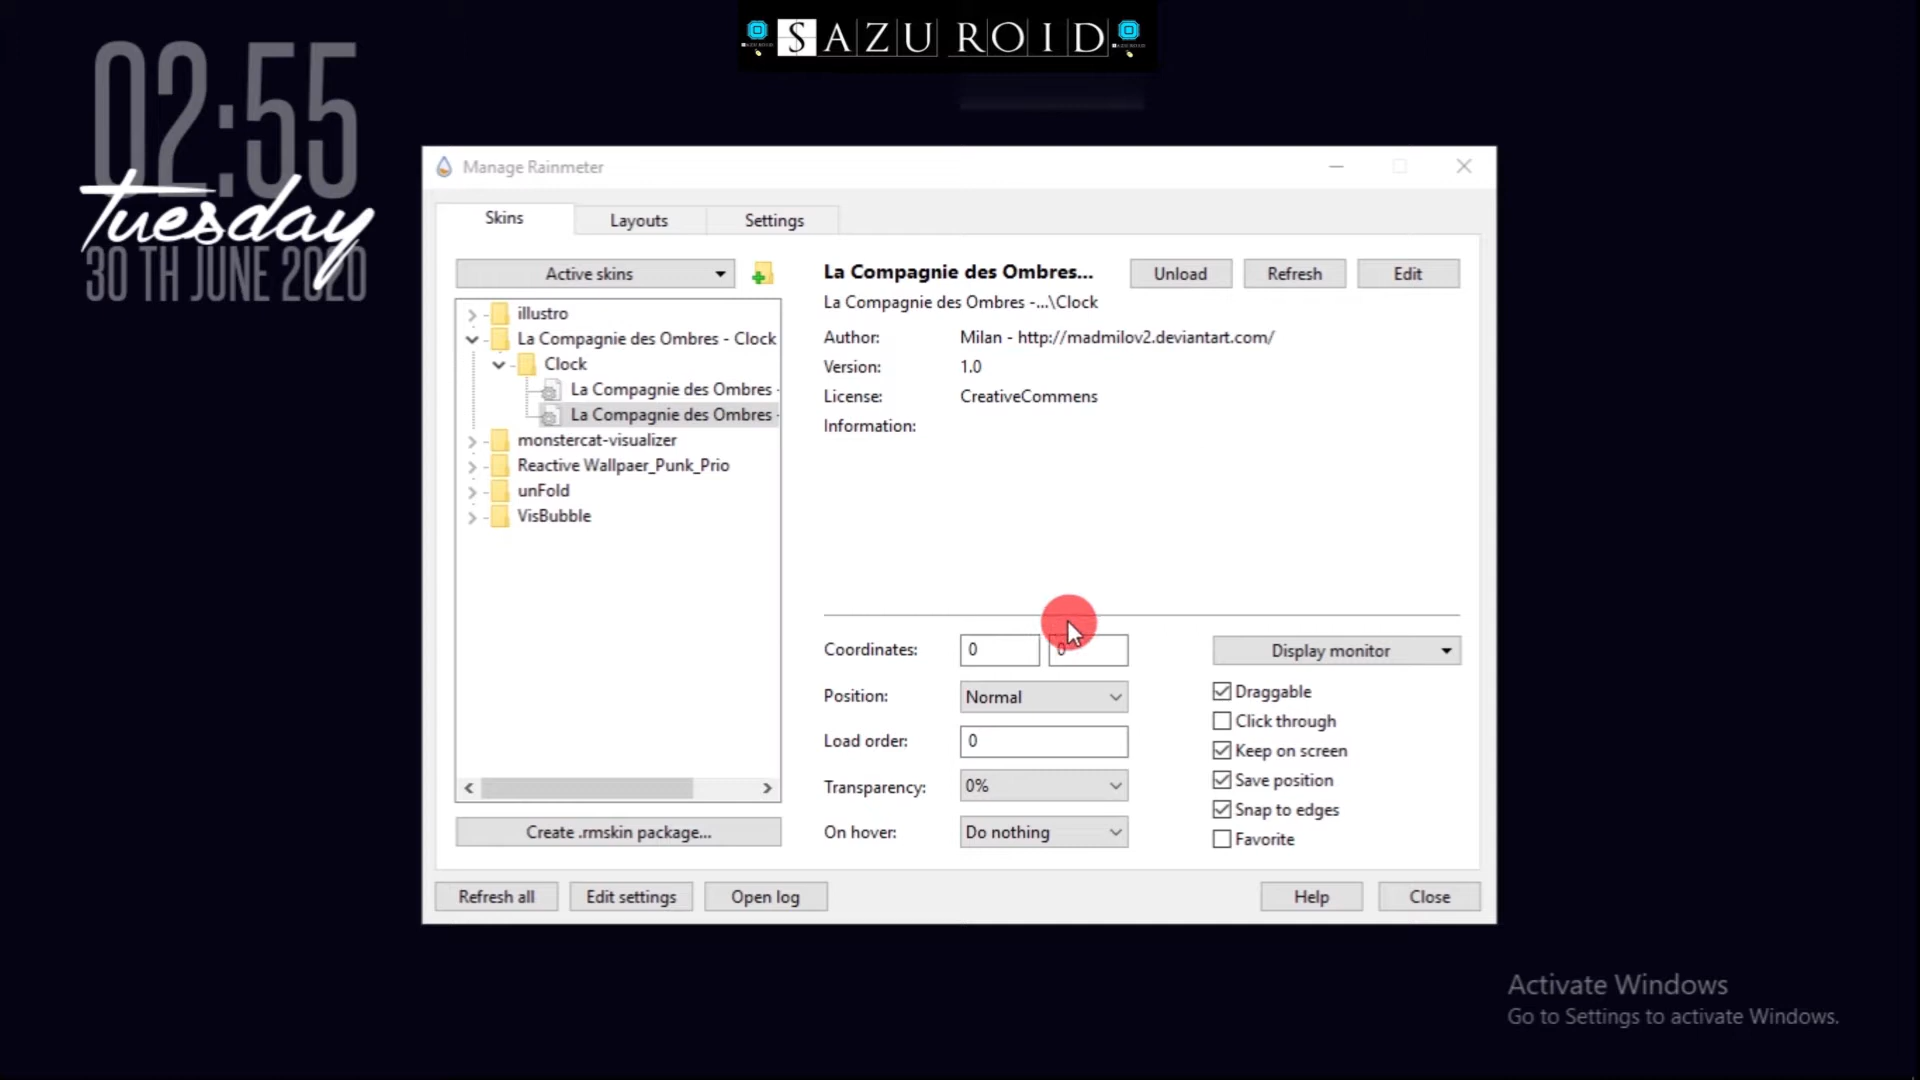 SAZU ROID
02:55
Tuesday
30 TH JUNE 2020
Manage Rainmeter
Skins
Layouts
Settings
Active skins
illustro
La Compagnie des Ombres - Clock
Clock
La Compagnie des Ombres -
La Compagnie des Ombres -
monstercat-visualizer
Reactive Wallpaer_Punk_Prio
unFold
VisBubble
Create .rmskin package...
La Compagnie des Ombres...
Unload
Refresh
Edit
La Compagnie des Ombres -...\Clock
Author: Milan - http://madmilov2.deviantart.com/
Version: 1.0
License: CreativeCommens
Information:
Coordinates: 0 0
Position: Normal
Load order: 0
Transparency: 0%
On hover: Do nothing
Display monitor
Draggable
Click through
Keep on screen
Save position
Snap to edges
Favorite
Refresh all
Edit settings
Open log
Help
Close
Activate Windows
Go to Settings to activate Windows.